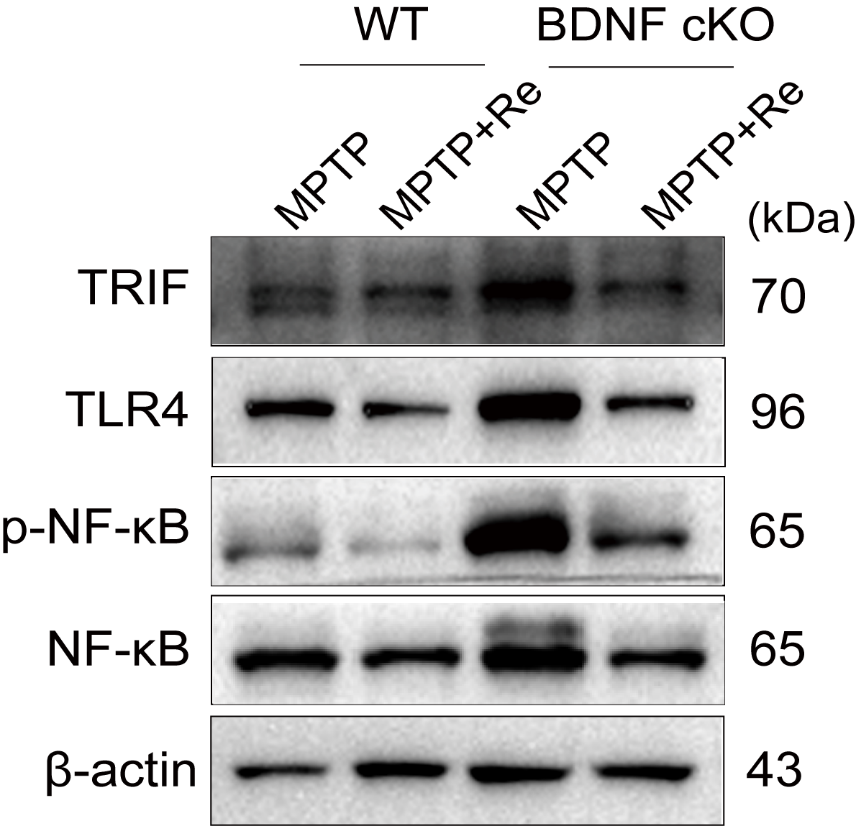 WT BDNF cKO
MPTP MPTP+Re MPTP MPTP+Re
(kDa)
TRIF 70
TLR4 96
p-NF-κB 65
NF-κB 65
β-actin 43